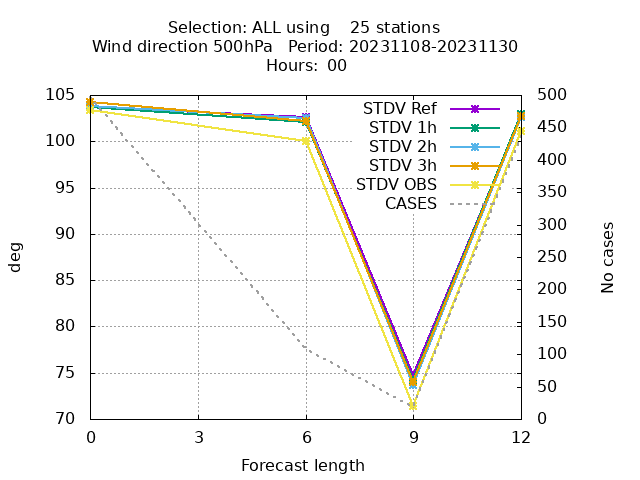 Selection: ALL using    25 stations
Wind direction 500hPa   Period: 20231108-20231130
Hours:  00
105
100
95
90
85
80
75
70
500
450
400
350
300
250
200
150
100
50
0
STDV Ref
STDV 1h
STDV 2h
STDV 3h
STDV OBS
CASES
deg
No cases
0 3 6 9 12
Forecast length